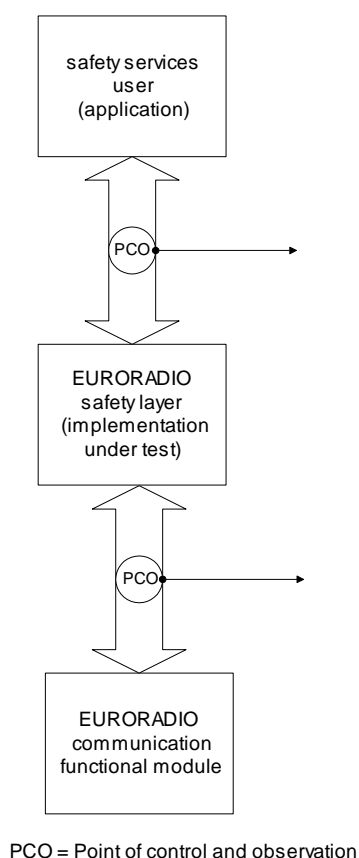 safety services
user
(application)
PCO
EURORADIO
safety layer
(implementation
under test)
PCO
EURORADIO
communication
functional module
PCO = Point of control and observation